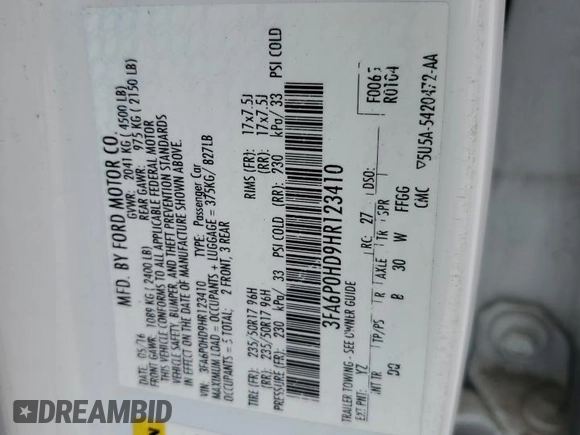 MFD. BY FORD MOTOR CO.
DATE: 05/16 GVWR: 2041 KG (4500 LB)
FRONT GAWR: 1089 KG (2400 LB) REAR GAWR: 975 KG (2150 LB)
THIS VEHICLE CONFORMS TO ALL APPLICABLE FEDERAL MOTOR
VEHICLE SAFETY, BUMPER, AND THEFT PREVENTION STANDARDS
IN EFFECT ON THE DATE OF MANUFACTURE SHOWN ABOVE.
VIN: 3FA6P0HD9HR123410 TYPE: Passenger Car
MAXIMUM LOAD = OCCUPANTS + LUGGAGE = 375KG/ 827LB
OCCUPANTS = 5 TOTAL; 2 FRONT, 3 REAR
TIRE (FR): 235/50R17 96H RIMS (FR): 17x7.5J
(RR): 235/50R17 96H (RR): 17x7.5J
PRESSURE (FR): 230 kPa/ 33 PSI COLD (RR): 230 kPa/ 33 PSI COLD
3FA6P0HD9HR123410
TRAILER TOWING - SEE OWNER GUIDE
F0063
R0104
EXT PNT: YZ RC: 27 DSO:
INT TR TP/PS R AXLE TR SPR
DQ B 30 W FFGG
CMC 5U5A-5420472-AA
DREAMBID
N